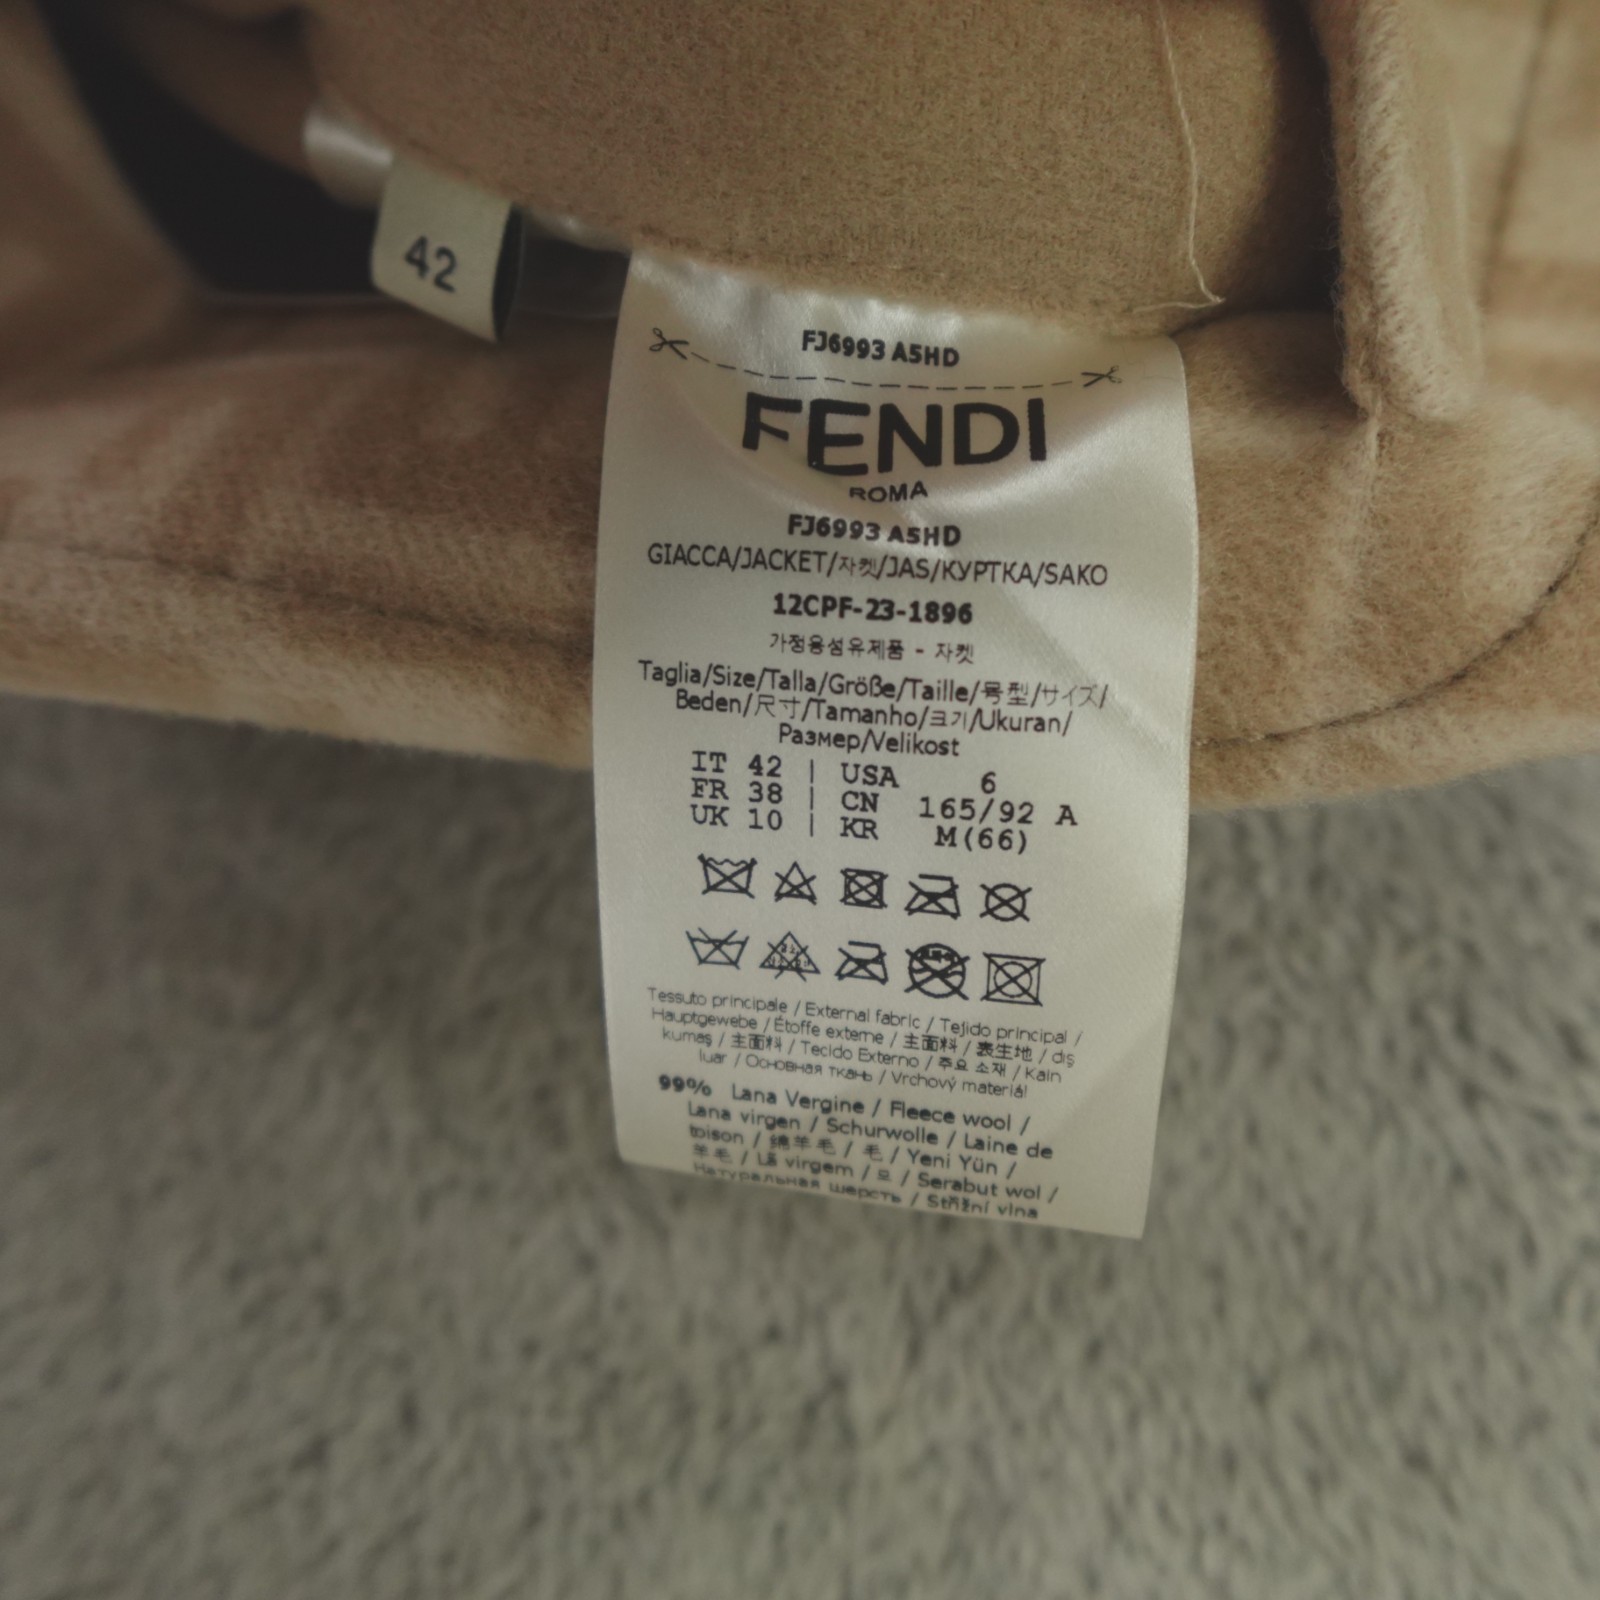 42
FJ6993 A5HD
FENDI
ROMA
FJ6993 A5HD
GIACCA/JACKET/자켓/JAS/КУРТКА/SAKO
12CPF-23-1896
가정용섬유제품 - 자켓
Taglia/Size/Talla/Größe/Taille/号型/サイズ/
Beden/尺寸/Tamanho/크기/Ukuran/
Размер/Velikost
IT 42 | USA 6
FR 38 | CN 165/92 A
UK 10 | KR M(66)
Tessuto principale / External fabric / Tejido principal /
Hauptgewebe / Étoffe externe / 主面料 / 表生地 / dış
kumaş / 主面料 / Tecido Externo / 주요 소재 / Kain
luar / Основная ткань / Vrchový materiál
99% Lana Vergine / Fleece wool /
Lana virgen / Schurwolle / Laine de
toison / 绵羊毛 / 毛 / Yeni Yün /
羊毛 / Lã virgem / 모 / Serabut wol /
Натуральная шерсть / Střižní vlna